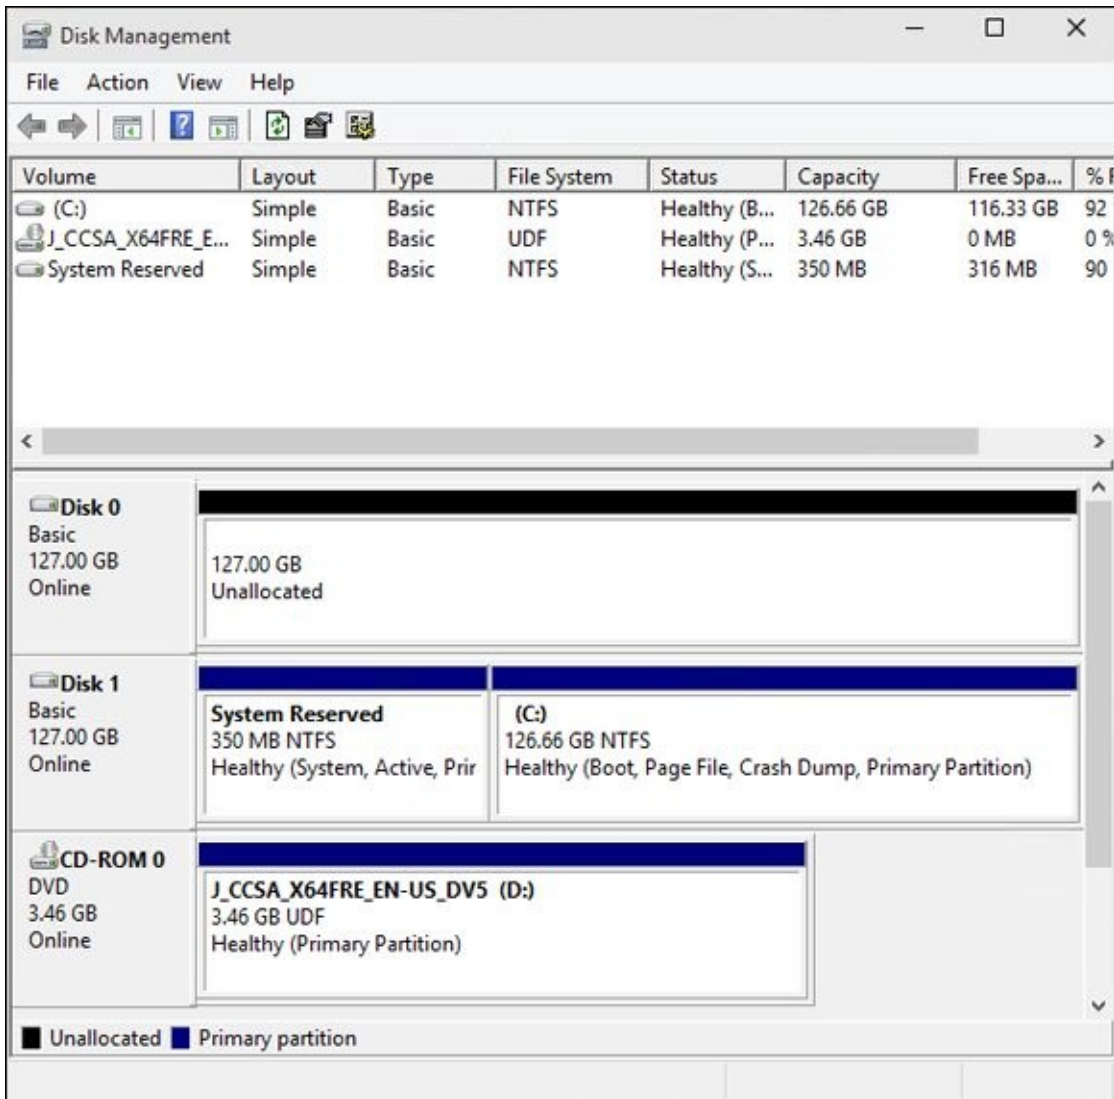 Disk Management
File Action View Help
Volume Layout Type File System Status Capacity Free Spa... % F
(C:) Simple Basic NTFS Healthy (B... 126.66 GB 116.33 GB 92
J_CCSA_X64FRE_E... Simple Basic UDF Healthy (P... 3.46 GB 0 MB 0 %
System Reserved Simple Basic NTFS Healthy (S... 350 MB 316 MB 90
Disk 0
Basic
127.00 GB
Online
127.00 GB
Unallocated
Disk 1
Basic
127.00 GB
Online
System Reserved
350 MB NTFS
Healthy (System, Active, Prir
(C:)
126.66 GB NTFS
Healthy (Boot, Page File, Crash Dump, Primary Partition)
CD-ROM 0
DVD
3.46 GB
Online
J_CCSA_X64FRE_EN-US_DV5 (D:)
3.46 GB UDF
Healthy (Primary Partition)
Unallocated Primary partition